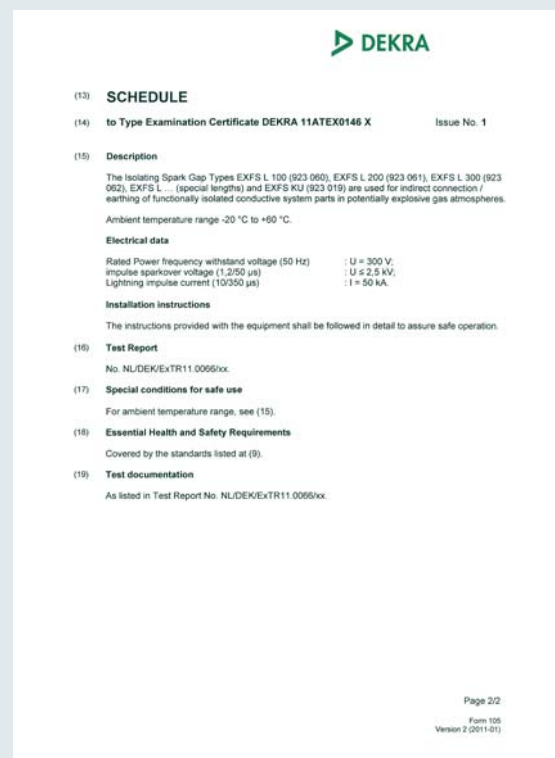 DEKRA
(13) SCHEDULE
(14) to Type Examination Certificate DEKRA 11ATEX0146 X Issue No. 1
(15) Description
The Isolating Spark Gap Types EXFS L 100 (923 060), EXFS L 200 (923 061), EXFS L 300 (923
062), EXFS L ... (special lengths) and EXFS KU (923 019) are used for indirect connection /
earthing of functionally isolated conductive system parts in potentially explosive gas atmospheres.
Ambient temperature range -20 °C to +60 °C.
Electrical data
Rated Power frequency withstand voltage (50 Hz) : U = 300 V;
impulse sparkover voltage (1,2/50 µs) : U ≤ 2,5 kV;
Lightning impulse current (10/350 µs) : I = 50 kA.
Installation instructions
The instructions provided with the equipment shall be followed in detail to assure safe operation.
(16) Test Report
No. NL/DEK/ExTR11.0066/xx.
(17) Special conditions for safe use
For ambient temperature range, see (15).
(18) Essential Health and Safety Requirements
Covered by the standards listed at (9).
(19) Test documentation
As listed in Test Report No. NL/DEK/ExTR11.0066/xx.
Page 2/2
Form 105
Version 2 (2011-01)